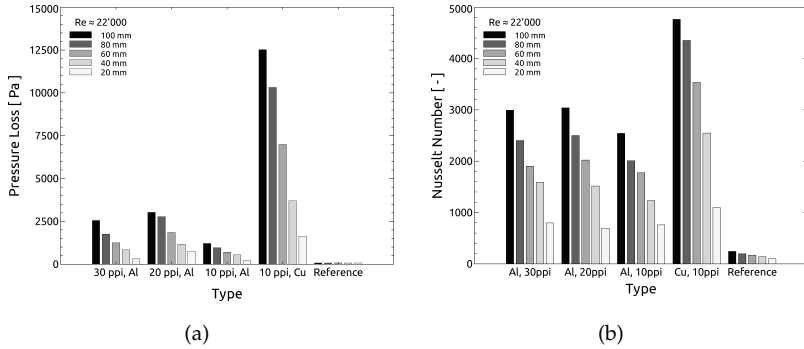 Re ≈ 22'000
100 mm
80 mm
60 mm
40 mm
20 mm
15000
12500
10000
7500
5000
2500
0
Pressure Loss [ Pa ]
30 ppi, Al 20 ppi, Al 10 ppi, Al 10 ppi, Cu Reference
Type
(a)
Re ≈ 22'000
100 mm
80 mm
60 mm
40 mm
20 mm
5000
4000
3000
2000
1000
0
Nusselt Number [ - ]
Al, 30ppi Al, 20ppi Al, 10ppi Cu, 10ppi Reference
Type
(b)